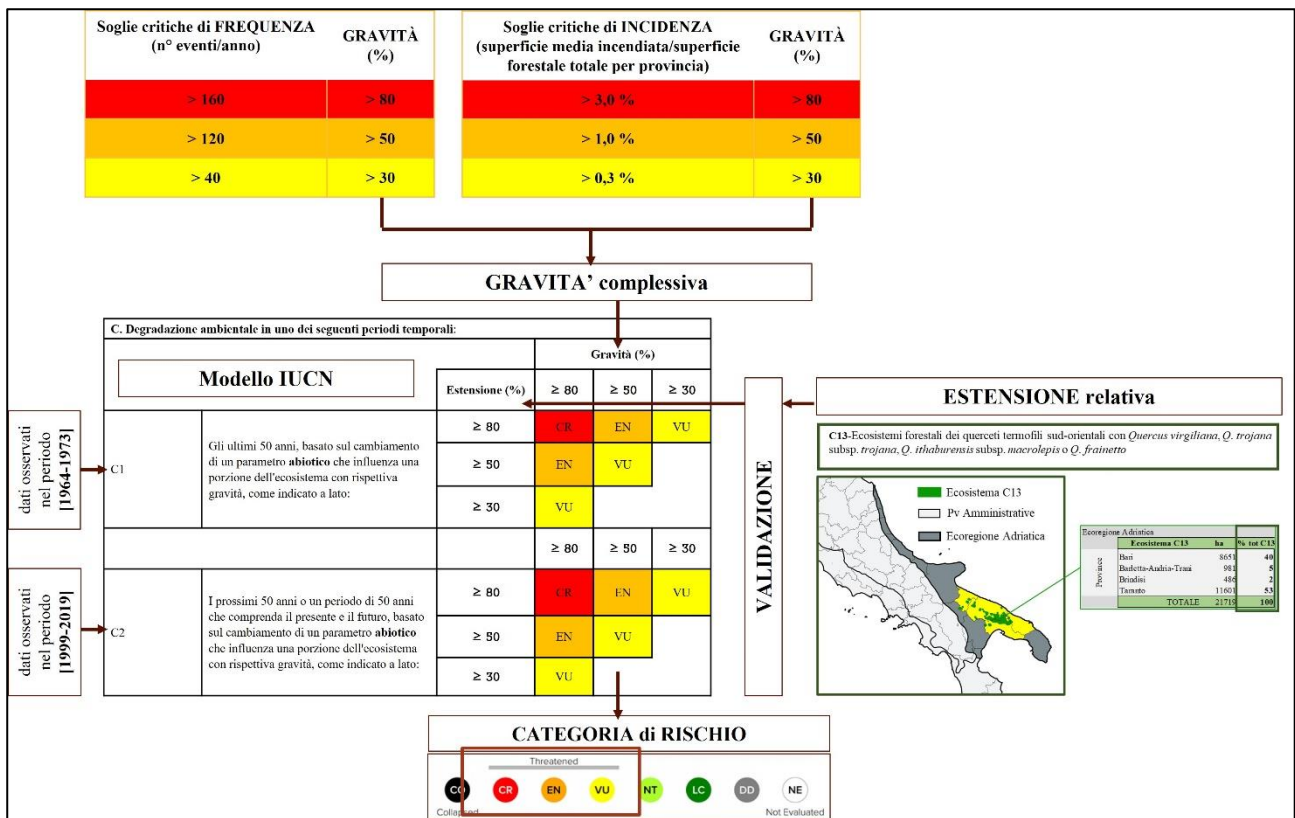 Soglie critiche di FREQUENZA
(n° eventi/anno)
GRAVITÀ
(%)
> 160
> 80
> 120
> 50
> 40
> 30
Soglie critiche di INCIDENZA
(superficie media incendiata/superficie
forestale totale per provincia)
GRAVITÀ
(%)
> 3,0 %
> 80
> 1,0 %
> 50
> 0,3 %
> 30
GRAVITA' complessiva
C. Degradazione ambientale in uno dei seguenti periodi temporali:
Modello IUCN
Gravità (%)
Estensione (%)
≥ 80
≥ 50
≥ 30
dati osservati
nel periodo
[1964-1973]
C1
Gli ultimi 50 anni, basato sul cambiamento
di un parametro abiotico che influenza una
porzione dell'ecosistema con rispettiva
gravità, come indicato a lato:
≥ 80
CR
EN
VU
≥ 50
EN
VU
≥ 30
VU
≥ 80
≥ 50
≥ 30
dati osservati
nel periodo
[1999-2019]
C2
I prossimi 50 anni o un periodo di 50 anni
che comprenda il presente e il futuro, basato
sul cambiamento di un parametro abiotico
che influenza una porzione dell'ecosistema
con rispettiva gravità, come indicato a lato:
≥ 80
CR
EN
VU
≥ 50
EN
VU
≥ 30
VU
VALIDAZIONE
ESTENSIONE relativa
C13-Ecosistemi forestali dei querceti termofili sud-orientali con Quercus virgiliana, Q. trojana
subsp. trojana, Q. ithaburensis subsp. macrolepis o Q. frainetto
Ecosistema C13
Pv Amministrative
Ecoregione Adriatica
Ecoregione Adriatica
Ecosistema C13
ha
% tot C13
Province
Bari
8651
40
Barletta-Andria-Trani
981
5
Brindisi
486
2
Taranto
11601
53
TOTALE
21719
100
CATEGORIA di RISCHIO
Threatened
CO
CR
EN
VU
NT
LC
DD
NE
Collapsed
Not Evaluated